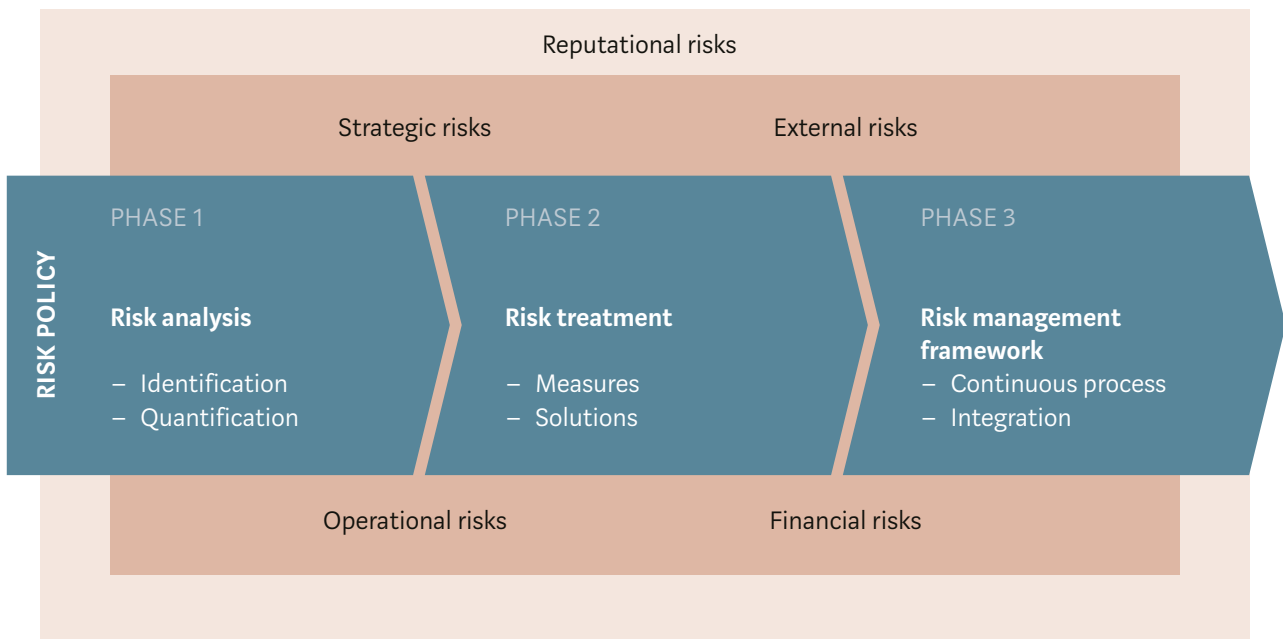 Reputational risks
Strategic risks
External risks
RISK POLICY
PHASE 1
Risk analysis
– Identification
– Quantification
PHASE 2
Risk treatment
– Measures
– Solutions
PHASE 3
Risk management
framework
– Continuous process
– Integration
Operational risks
Financial risks